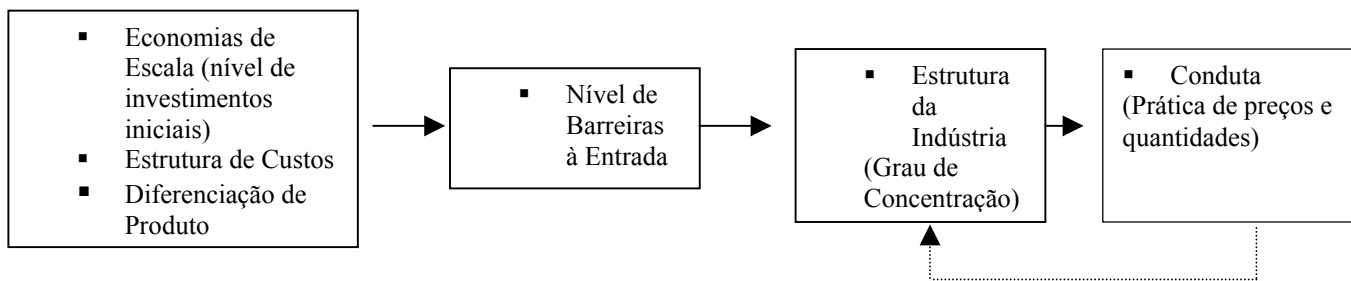 ▪ Economias de
Escala (nível de
investimentos
iniciais)
▪ Estrutura de Custos
▪ Diferenciação de
Produto
▪ Nível de
Barreiras
à Entrada
▪ Estrutura
da
Indústria
(Grau de
Concentração)
▪ Conduta
(Prática de preços e
quantidades)